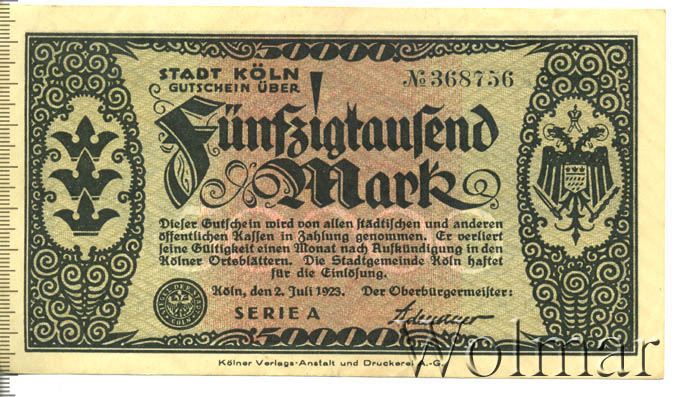 50000
STADT KÖLN
GUTSCHEIN ÜBER
№ 368756
Fünfzigtausend
Mark
Dieser Gutschein wird von allen städtischen und anderen
öffentlichen Kassen in Zahlung genommen. Er verliert
seine Gültigkeit einen Monat nach Aufkündigung in den
Kölner Ortsblättern. Die Stadtgemeinde Köln haftet
für die Einlösung.
Köln, den 2. Juli 1923. Der Oberbürgermeister:
SERIE A
Adenauer
50000
Kölner Verlags-Anstalt und Druckerei A.-G.
Wolmar